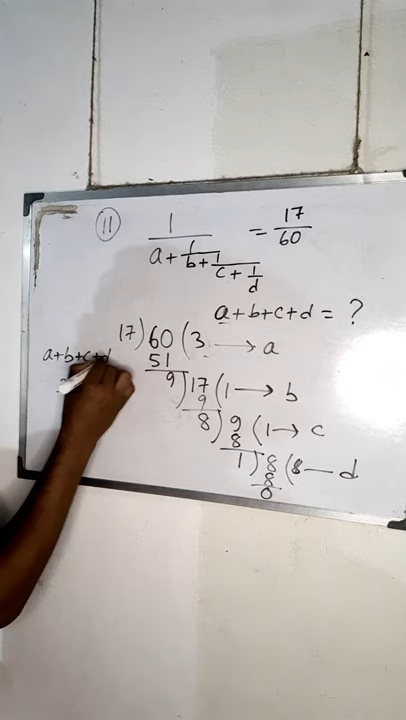 11
1
a + 1
b + 1
c + 1
d
= 17
60
a+b+c+d = ?
17) 60 (3 → a
51
a+b+c+d
9) 17 (1 → b
9
8) 9 (1 → c
8
1) 8 (8 — d
8
0